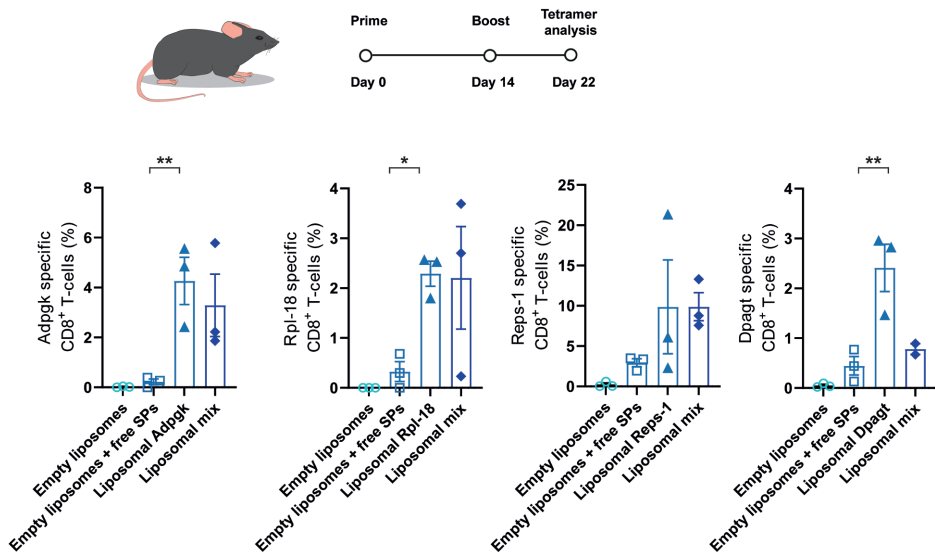 Prime
Boost
Tetramer
analysis
Day 0
Day 14
Day 22
**
8
6
4
2
0
Adpgk specific
CD8+ T-cells (%)
Empty liposomes
Empty liposomes + free SPs
Liposomal Adpgk
Liposomal mix
*
4
3
2
1
0
Rpl-18 specific
CD8+ T-cells (%)
Empty liposomes
Empty liposomes + free SPs
Liposomal Rpl-18
Liposomal mix
25
20
15
10
5
0
Reps-1 specific
CD8+ T-cells (%)
Empty liposomes
Empty liposomes + free SPs
Liposomal Reps-1
Liposomal mix
**
4
3
2
1
0
Dpagt specific
CD8+ T-cells (%)
Empty liposomes
Empty liposomes + free SPs
Liposomal Dpagt
Liposomal mix